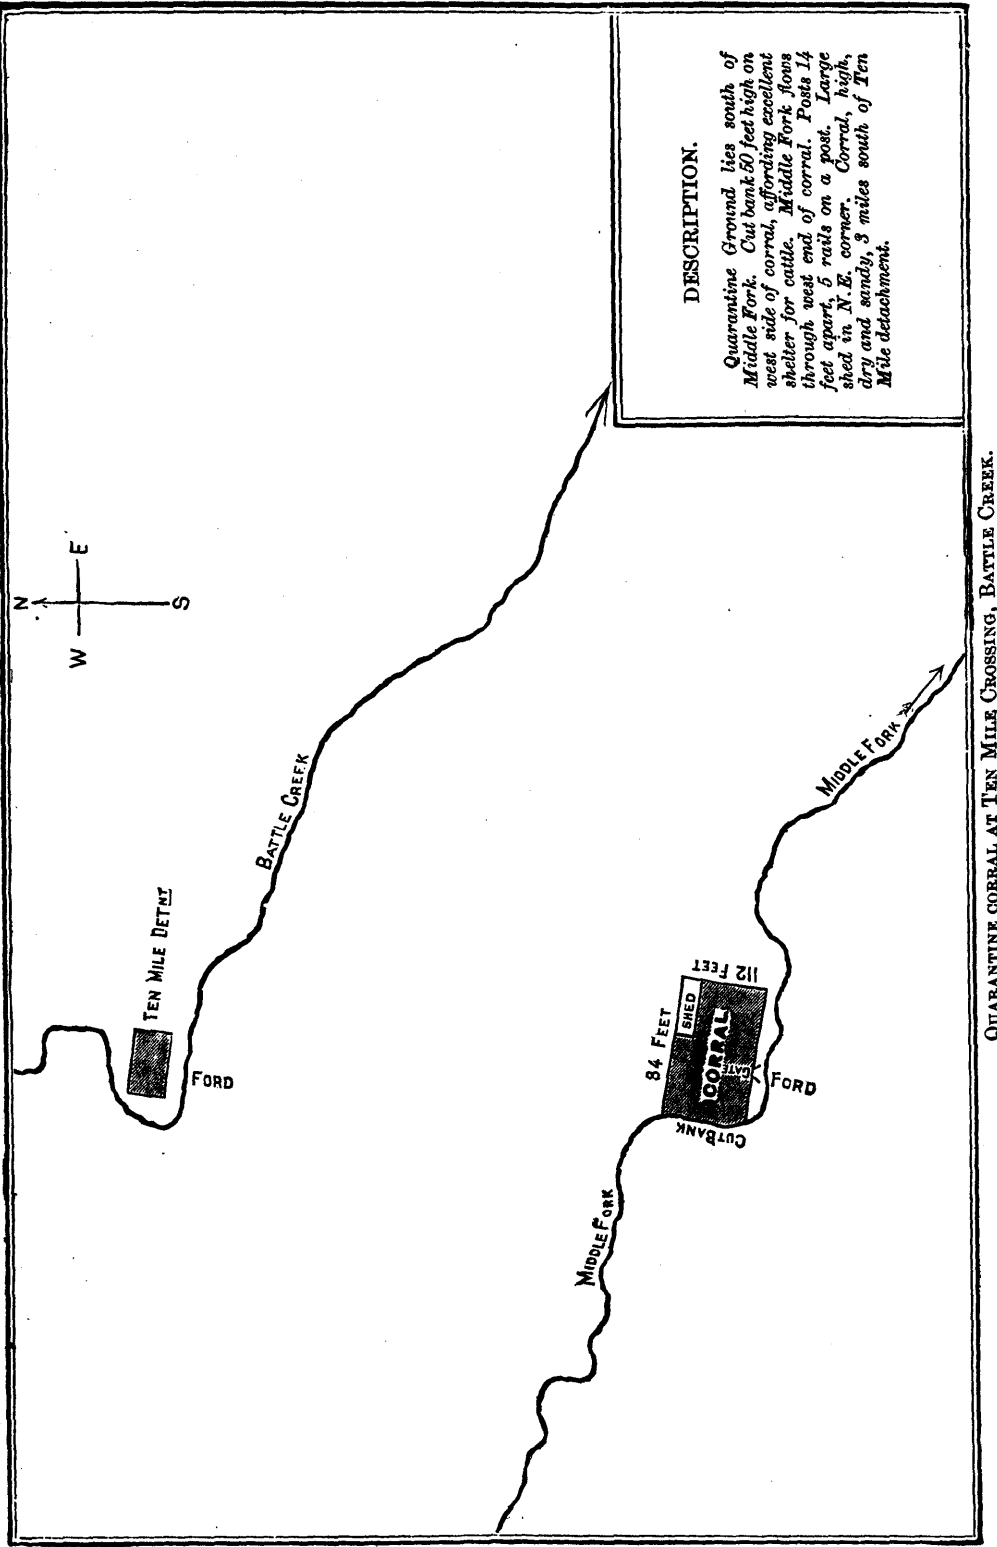 N
W E
S
TEN MILE DETNT
FORD
BATTLE CREEK
MIDDLE FORK
CUT BANK
84 FEET
SHED
CORRAL
GATE
112 FEET
FORD
MIDDLE FORK
DESCRIPTION.
Quarantine Ground lies south of
Middle Fork. Cut bank 50 feet high on
west side of corral, affording excellent
shelter for cattle. Middle Fork flows
through west end of corral. Posts 14
feet apart, 5 rails on a post. Large
shed in N.E. corner. Corral, high,
dry and sandy, 3 miles south of Ten
Mile detachment.
QUARANTINE CORRAL AT TEN MILE CROSSING, BATTLE CREEK.